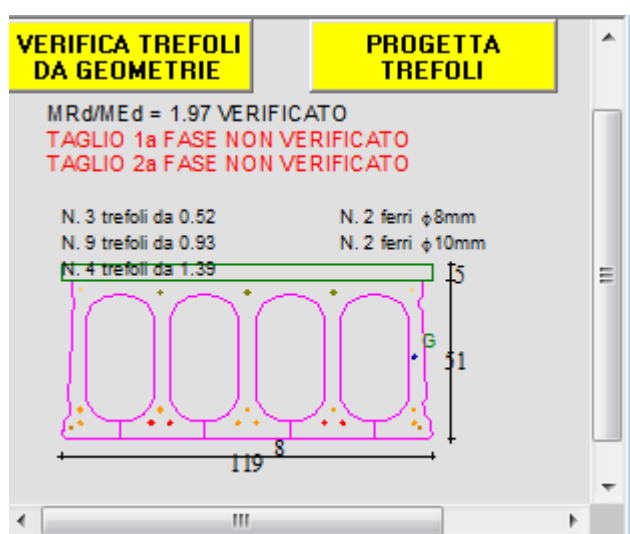 VERIFICA TREFOLI
DA GEOMETRIE
PROGETTA
TREFOLI
MRd/MEd = 1.97 VERIFICATO
TAGLIO 1a FASE NON VERIFICATO
TAGLIO 2a FASE NON VERIFICATO
N. 3 trefoli da 0.52
N. 2 ferri ϕ8mm
N. 9 trefoli da 0.93
N. 2 ferri ϕ10mm
N. 4 trefoli da 1.39
5
G
51
8
119